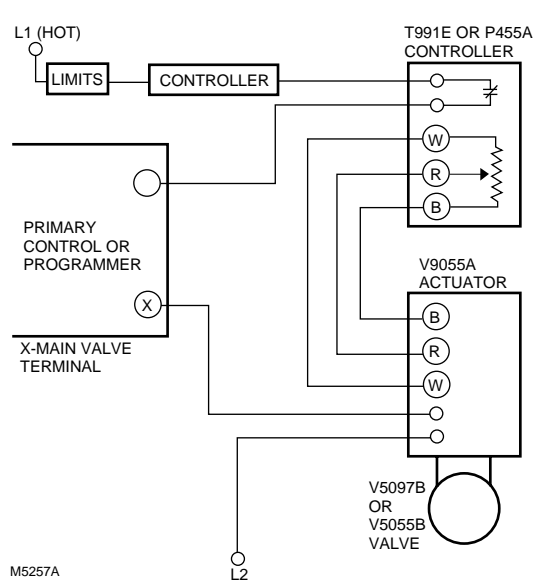 L1 (HOT)
T991E OR P455A
CONTROLLER
LIMITS
CONTROLLER
W
R
B
PRIMARY
CONTROL OR
PROGRAMMER
X
X-MAIN VALVE
TERMINAL
V9055A
ACTUATOR
B
R
W
V5097B
OR
V5055B
VALVE
L2
M5257A